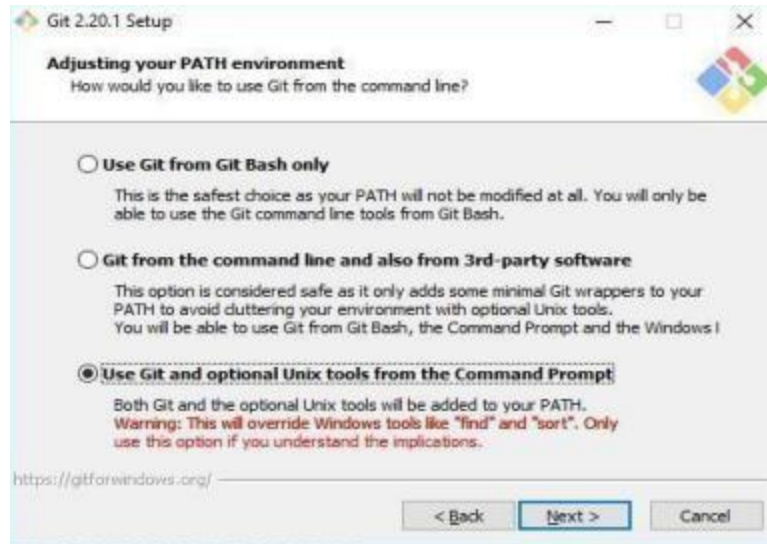 Git 2.20.1 Setup
Adjusting your PATH environment
How would you like to use Git from the command line?
Use Git from Git Bash only
This is the safest choice as your PATH will not be modified at all. You will only be
able to use the Git command line tools from Git Bash.
Git from the command line and also from 3rd-party software
This option is considered safe as it only adds some minimal Git wrappers to your
PATH to avoid cluttering your environment with optional Unix tools.
You will be able to use Git from Git Bash, the Command Prompt and the Windows
Use Git and optional Unix tools from the Command Prompt
Both Git and the optional Unix tools will be added to your PATH.
Warning: This will override Windows tools like "find" and "sort". Only
use this option if you understand the implications.
https://gitforwindows.org/
< Back
Next >
Cancel